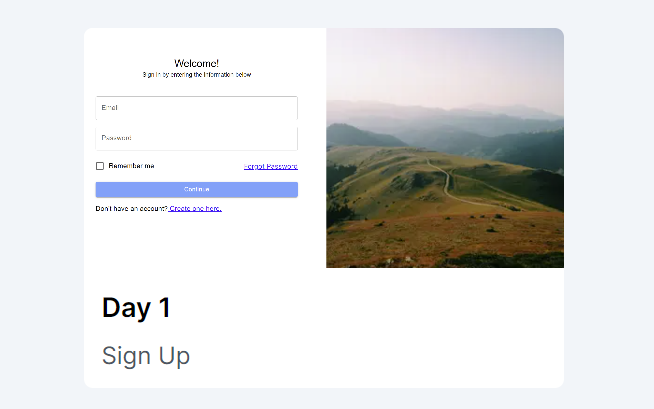 Welcome!
Sign in by entering the information below
Email
Password
Remember me
Forgot Password
Continue
Don't have an account? Create one here.
Day 1
Sign Up